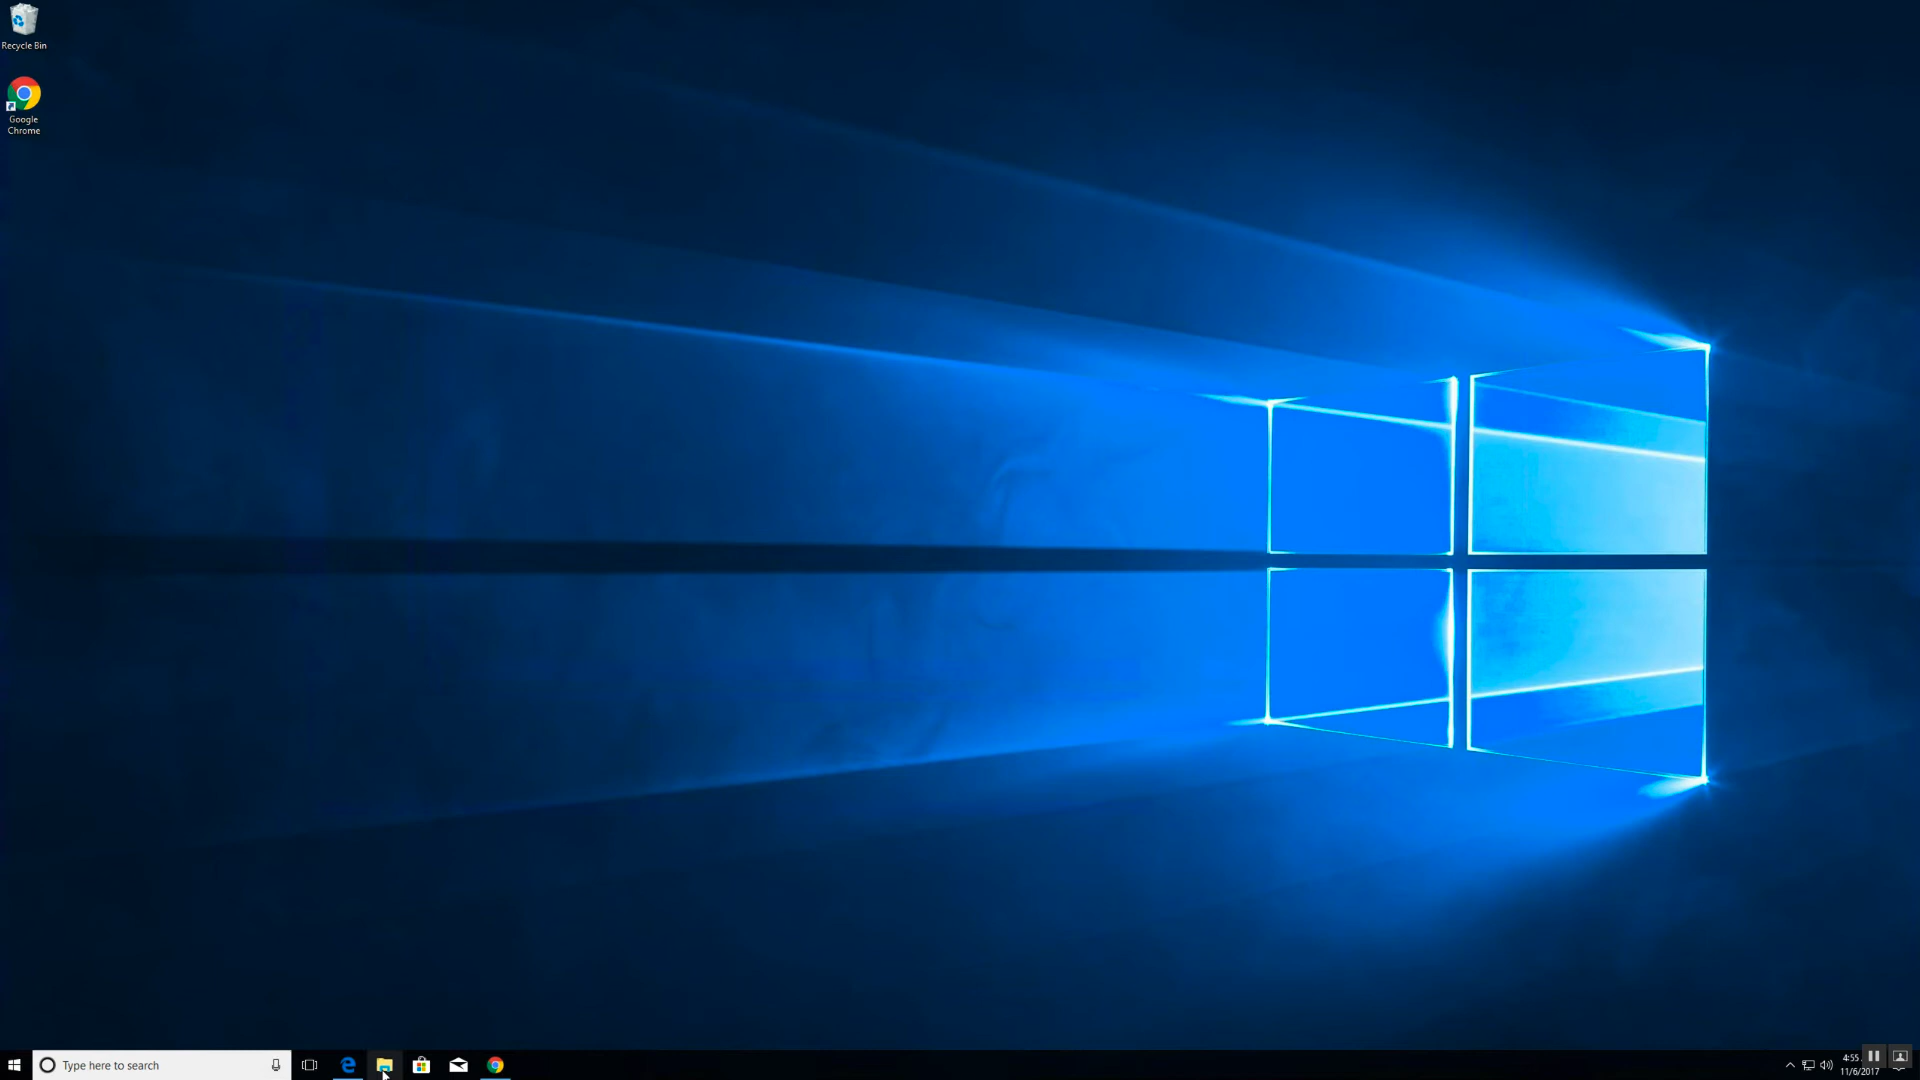 Recycle Bin
Google
Chrome
Type here to search
4:55
11/6/2017